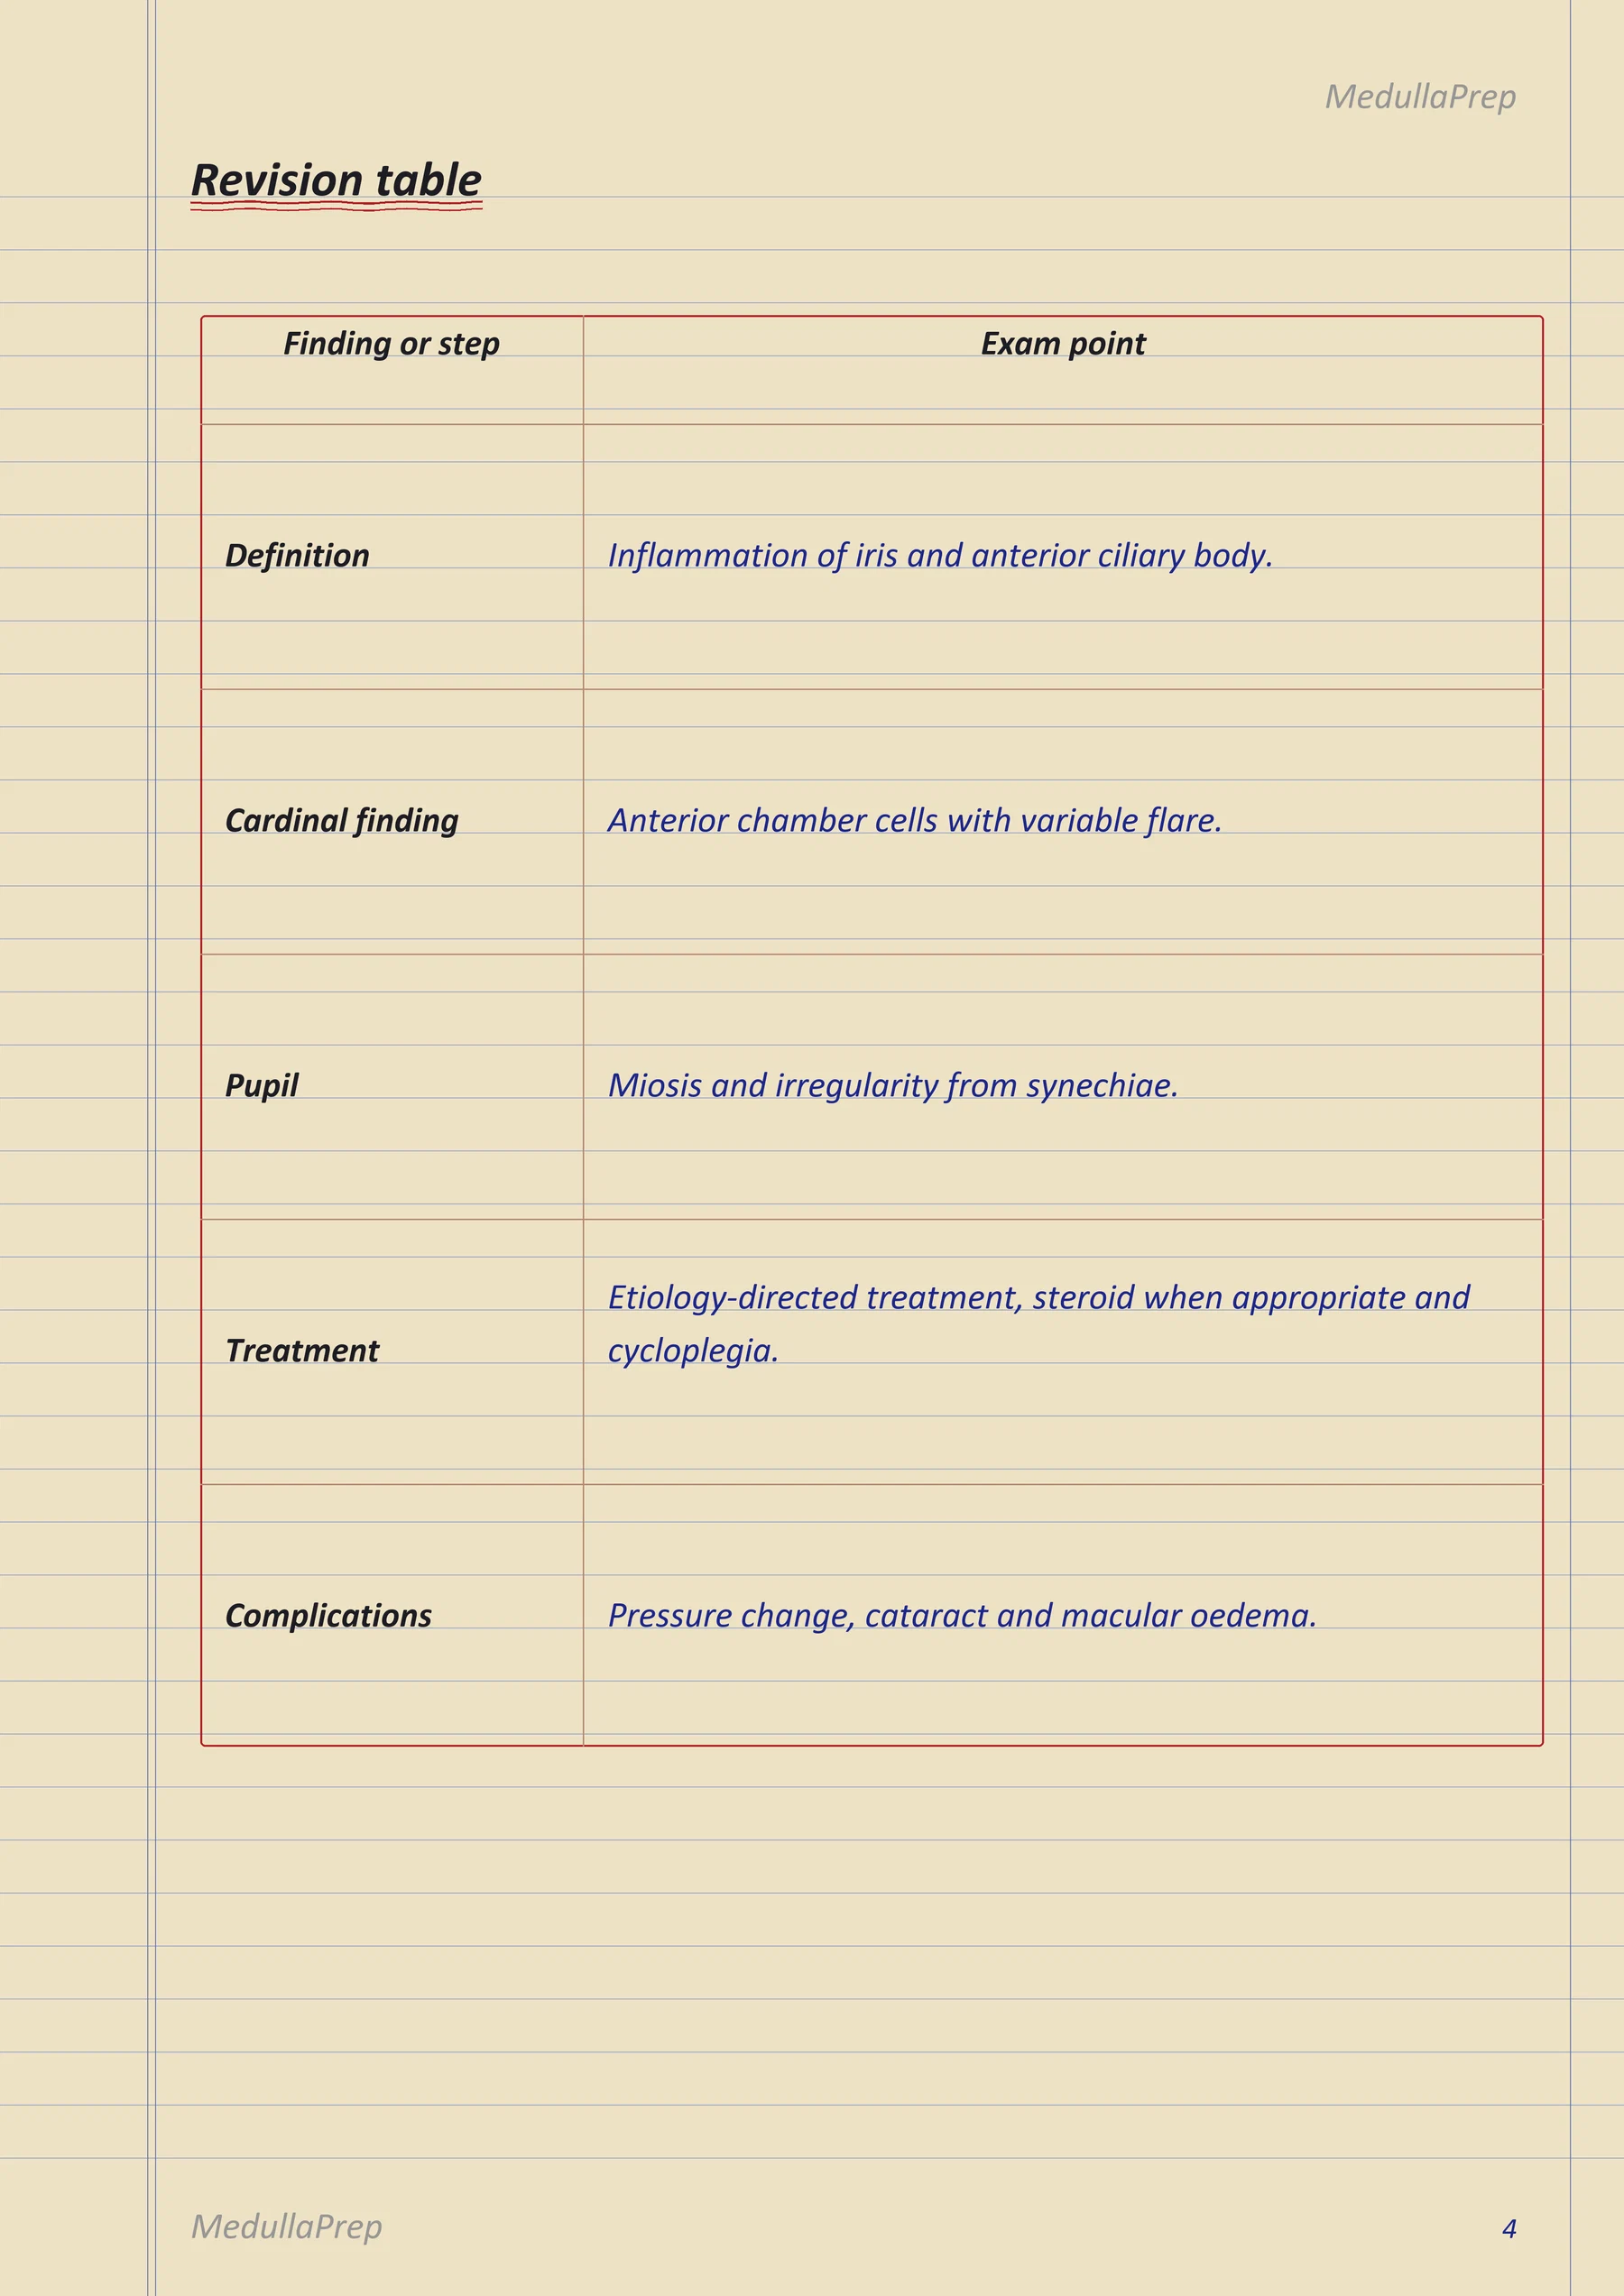 MedullaPrep
Revision table
Finding or step Exam point
Definition Inflammation of iris and anterior ciliary body.
Cardinal finding Anterior chamber cells with variable flare.
Pupil Miosis and irregularity from synechiae.
Etiology-directed treatment, steroid when appropriate and
Treatment cycloplegia.
Complications Pressure change, cataract and macular oedema.
MedullaPrep 4